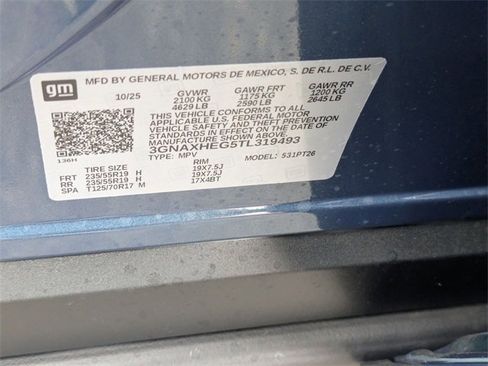 gm
MFD BY GENERAL MOTORS DE MEXICO, S. DE R.L. DE C.V.
10/25 GVWR GAWR FRT GAWR RR
2100 KG 1175 KG 1200 KG
4629 LB 2590 LB 2645 LB
THIS VEHICLE CONFORMS TO ALL
APPLICABLE U.S. FEDERAL MOTOR
VEHICLE SAFETY AND THEFT PREVENTION
STANDARDS IN EFFECT ON THE DATE OF
MANUFACTURE SHOWN ABOVE.
3GNAXHEG5TL319493
136H
TYPE: MPV MODEL: 531PT26
TIRE SIZE RIM
FRT 235/55R19 H 19X7.5J
RR 235/55R19 H 19X7.5J
SPA T125/70R17 M 17X4BT